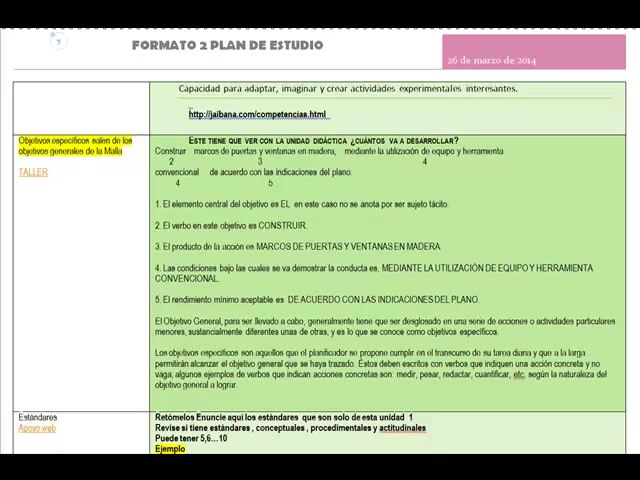 5
FORMATO 2 PLAN DE ESTUDIO
26 de marzo de 2014
Capacidad para adaptar, imaginar y crear actividades experimentales interesantes.
http://jaibana.com/competencias.html
Objetivos específicos salen de los
objetivos generales de la Malla
TALLER
ESTE TIENE QUE VER CON LA UNIDAD DIDÁCTICA ¿CUÁNTOS VA A DESARROLLAR?
Construir marcos de puertas y ventanas en madera, mediante la utilización de equipo y herramienta
2 3 4
convencional de acuerdo con las indicaciones del plano.
4 5
1. El elemento central del objetivo es EL en este caso no se anota por ser sujeto tácito.
2. El verbo en este objetivo es CONSTRUIR.
3. El producto de la acción es MARCOS DE PUERTAS Y VENTANAS EN MADERA.
4. Las condiciones bajo las cuales se va demostrar la conducta es, MEDIANTE LA UTILIZACIÓN DE EQUIPO Y HERRAMIENTA
CONVENCIONAL.
5. El rendimiento mínimo aceptable es DE ACUERDO CON LAS INDICACIONES DEL PLANO.
El Objetivo General, para ser llevado a cabo, generalmente tiene que ser desglosado en una serie de acciones o actividades particulares
menores, sustancialmente diferentes unas de otras, y es lo que se conoce como objetivos específicos.
Los objetivos específicos son aquellos que el planificador se propone cumplir en el transcurso de su tarea diaria y que a la larga
permitirán alcanzar el objetivo general que se haya trazado. Éstos deben escritos con verbos que indiquen una acción concreta y no
vaga; algunos ejemplos de verbos que indican acciones concretas son: medir, pesar, redactar, cuantificar, etc, según la naturaleza del
objetivo general a lograr.
Estándares
Apoyo web
Retómelos Enuncie aquí los estándares que son solo de esta unidad 1
Revise si tiene estándares , conceptuales , procedimentales y actitudinales
Puede tener 5,6...10
Ejemplo